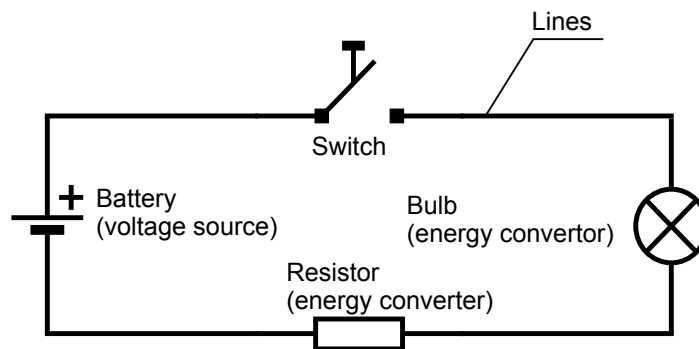 Lines
Switch
+
Battery
(voltage source)
Bulb
(energy convertor)
Resistor
(energy converter)